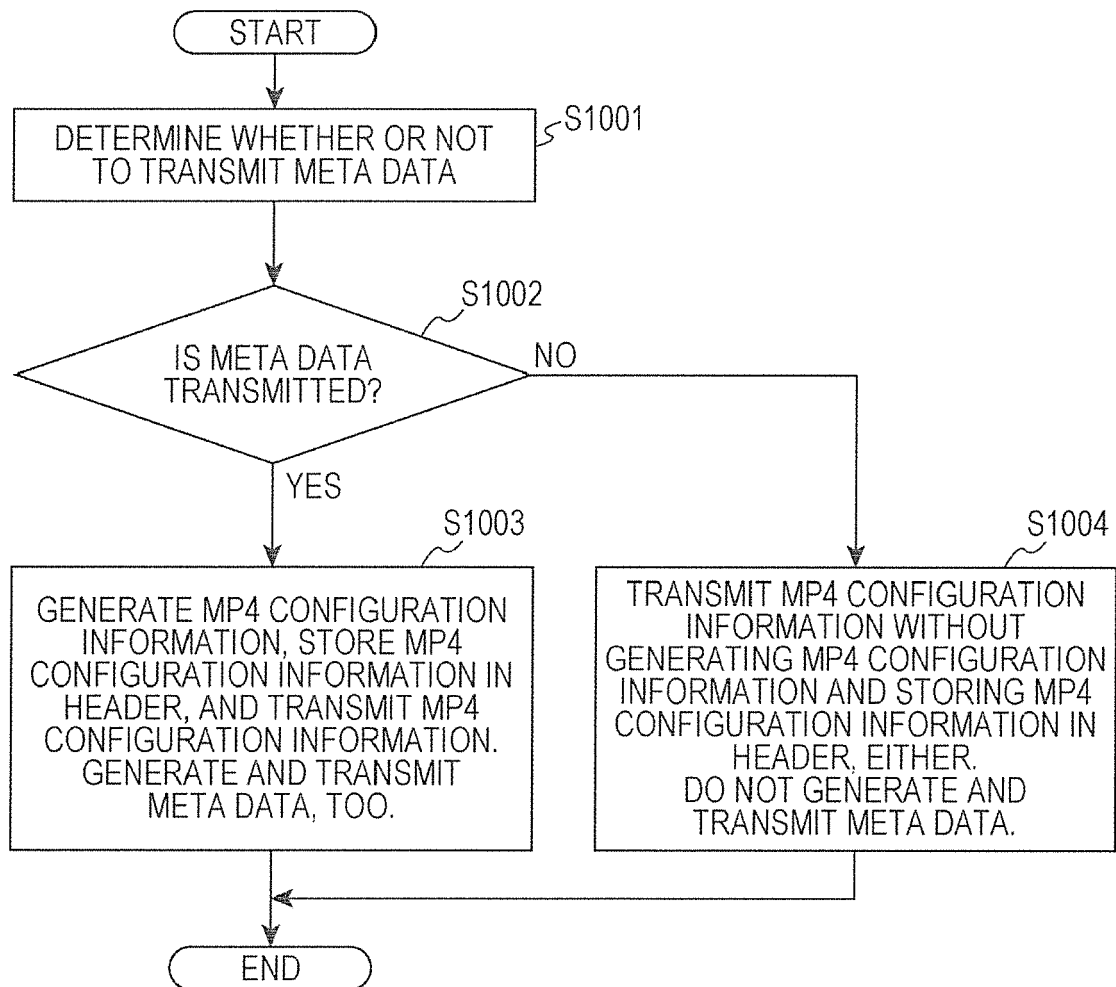 START
S1001
DETERMINE WHETHER OR NOT
TO TRANSMIT META DATA
S1002
IS META DATA
TRANSMITTED?
NO
YES
S1003
GENERATE MP4 CONFIGURATION
INFORMATION, STORE MP4
CONFIGURATION INFORMATION IN
HEADER, AND TRANSMIT MP4
CONFIGURATION INFORMATION.
GENERATE AND TRANSMIT
META DATA, TOO.
S1004
TRANSMIT MP4 CONFIGURATION
INFORMATION WITHOUT
GENERATING MP4 CONFIGURATION
INFORMATION AND STORING MP4
CONFIGURATION INFORMATION IN
HEADER, EITHER.
DO NOT GENERATE AND
TRANSMIT META DATA.
END